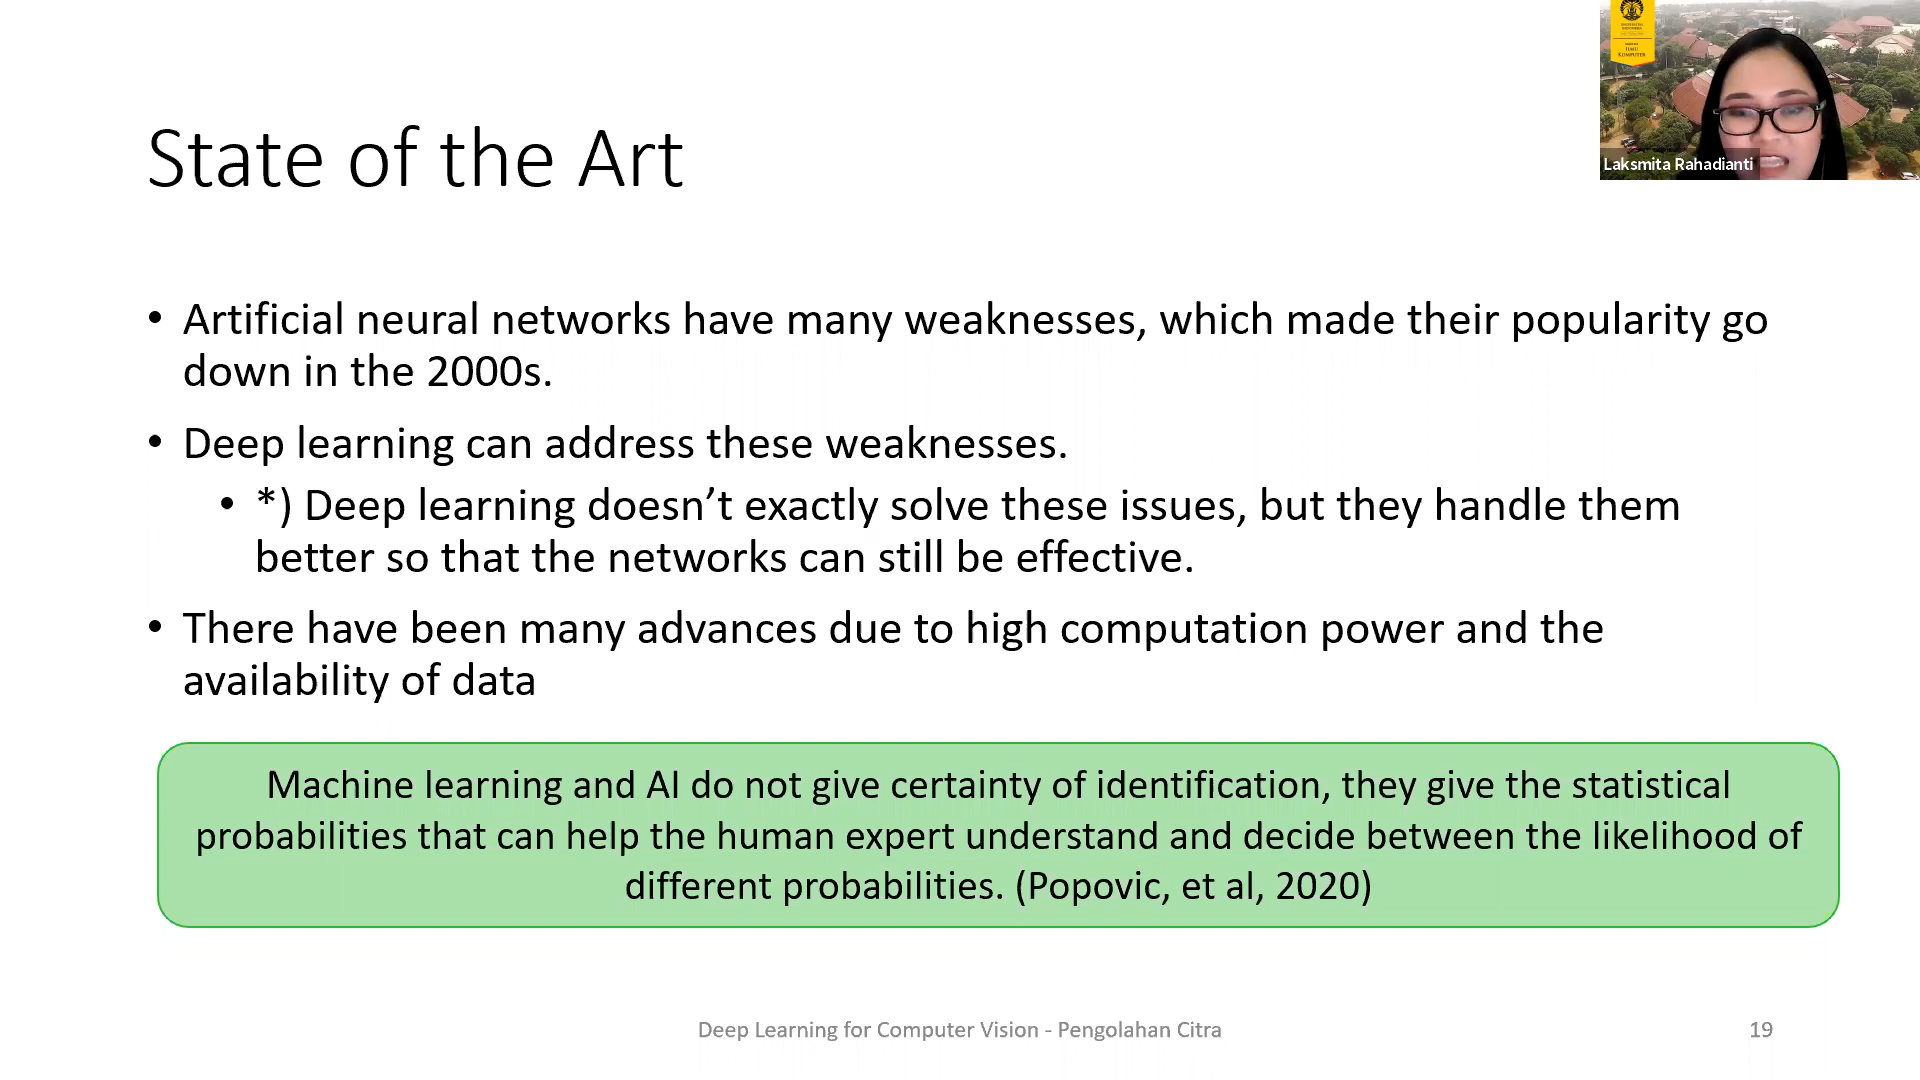 State of the Art
• Artificial neural networks have many weaknesses, which made their popularity go
down in the 2000s.
• Deep learning can address these weaknesses.
• *) Deep learning doesn’t exactly solve these issues, but they handle them
better so that the networks can still be effective.
• There have been many advances due to high computation power and the
availability of data
Machine learning and AI do not give certainty of identification, they give the statistical
probabilities that can help the human expert understand and decide between the likelihood of
different probabilities. (Popovic, et al, 2020)
Deep Learning for Computer Vision - Pengolahan Citra
19
ILMU
KOMPUTER
Laksmita Rahadianti